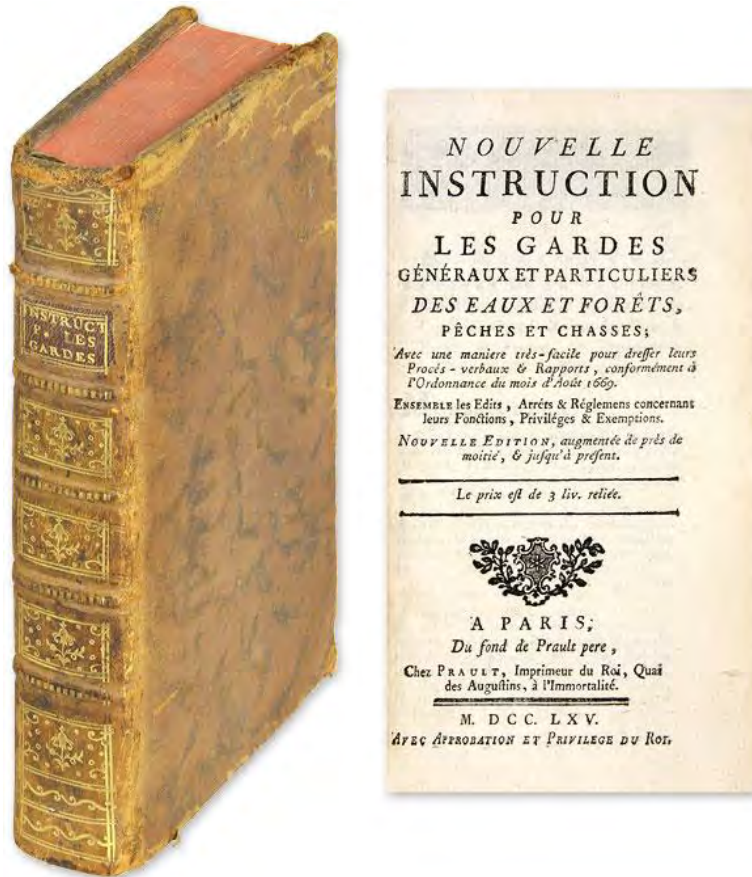 INSTRUCT
P. LES
GARDES
NOUVELLE
INSTRUCTION
POUR
LES GARDES
GÉNÉRAUX ET PARTICULIERS
DES EAUX ET FORÊTS,
PÊCHES ET CHASSES;
Avec une maniere très-facile pour dreſſer leurs
Procès-verbaux & Rapports, conformément à
l'Ordonnance du mois d'Août 1669.
ENSEMBLE les Edits, Arrêts & Réglemens concernant
leurs Fonctions, Priviléges & Exemptions.
NOUVELLE EDITION, augmentée de près de
moitié, & juſqu'à préſent.
Le prix eſt de 3 liv. reliée.
A PARIS;
Du fond de Prault pere,
Chez PRAULT, Imprimeur du Roi, Quai
des Auguſtins, à l'Immortalité.
M. DCC. LXV.
AVEC APPROBATION ET PRIVILEGE DU ROI.